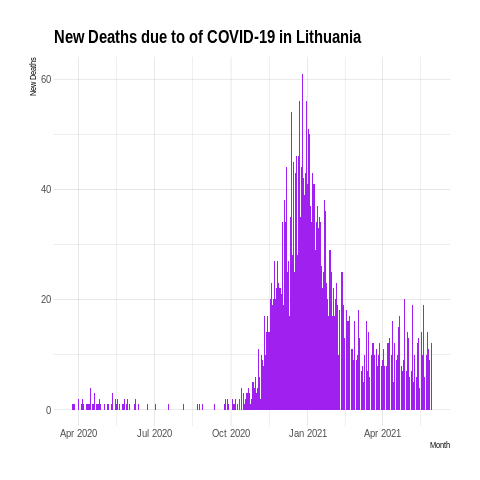 New Deaths due to of COVID-19 in Lithuania
New Deaths
60
40
20
0
Apr 2020 Jul 2020 Oct 2020 Jan 2021 Apr 2021
Month